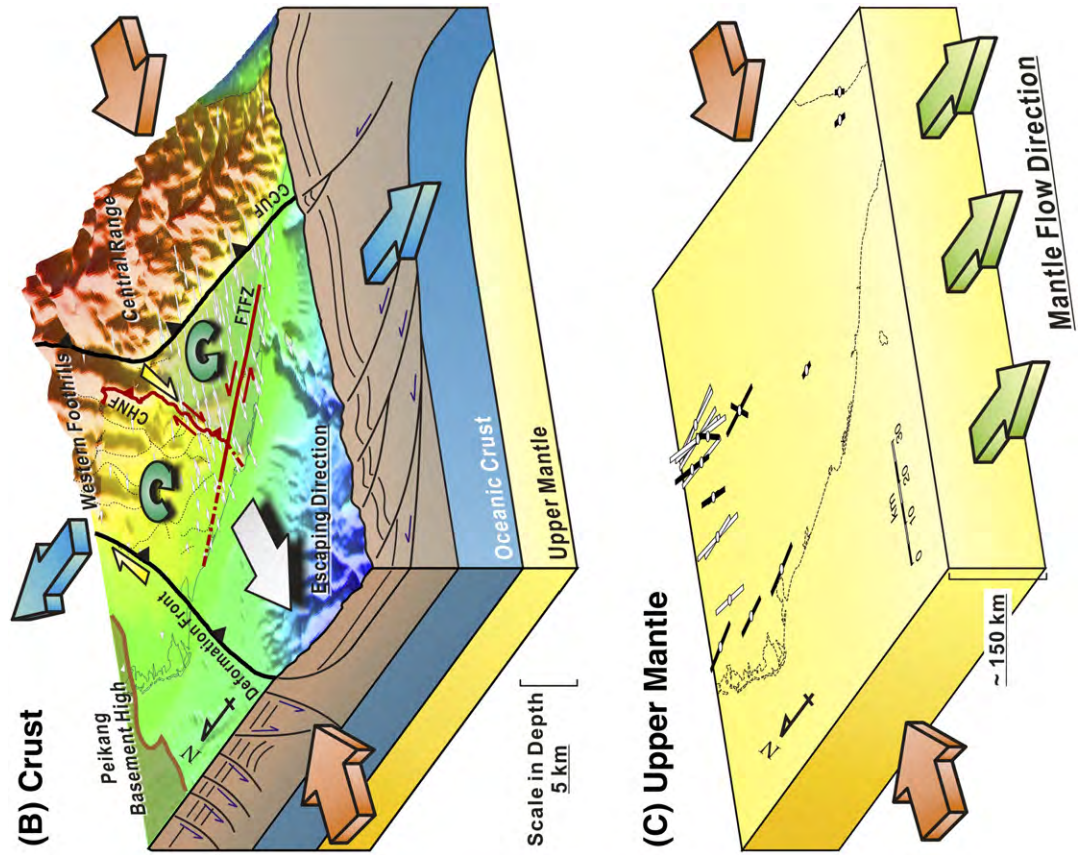 (B) Crust
Peikang
Basement High
N
Deformation Front
Western Foothills
CHNF
Central Range
CCUF
FTFZ
C
C
Escaping Direction
Oceanic Crust
Upper Mantle
Scale in Depth
5 km
(C) Upper Mantle
N
0 10 20 30
km
~ 150 km
Mantle Flow Direction